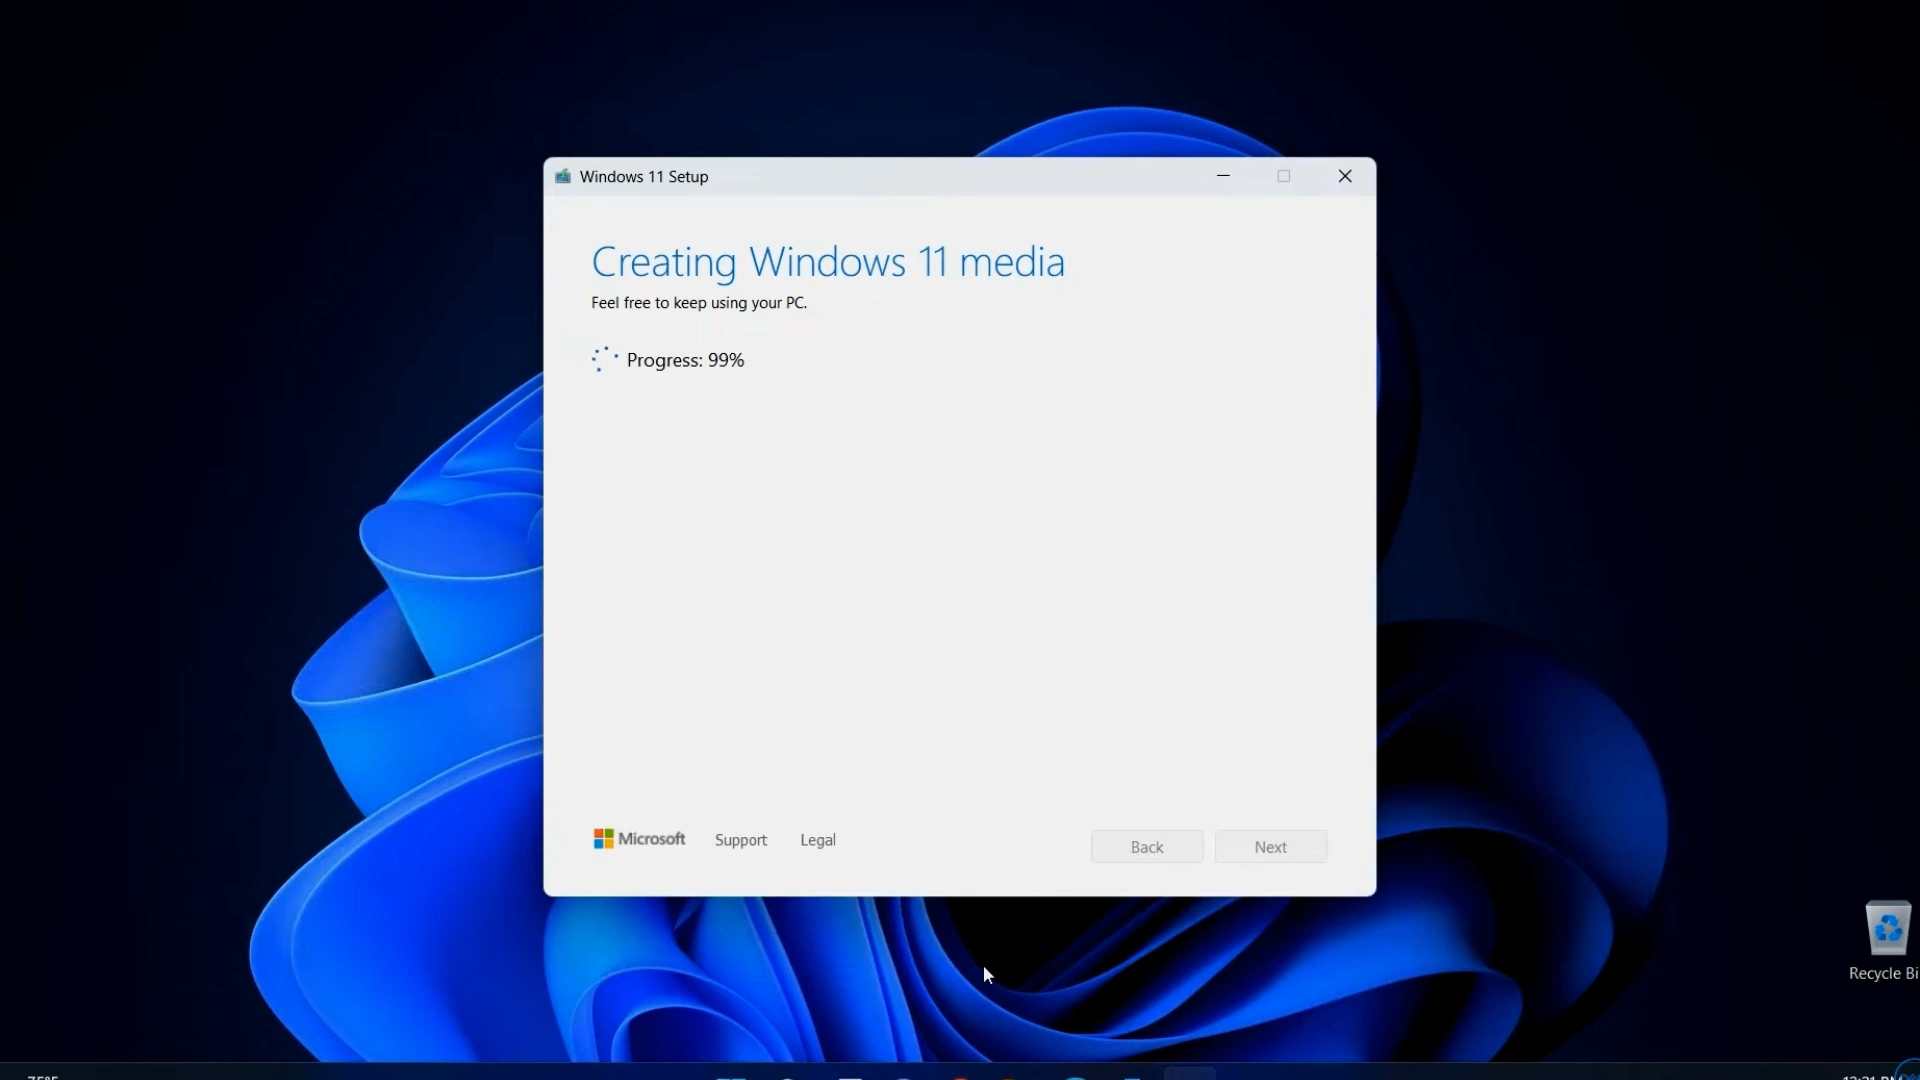 Windows 11 Setup
Creating Windows 11 media
Feel free to keep using your PC.
Progress: 99%
Microsoft Support Legal
Back Next
Recycle Bi